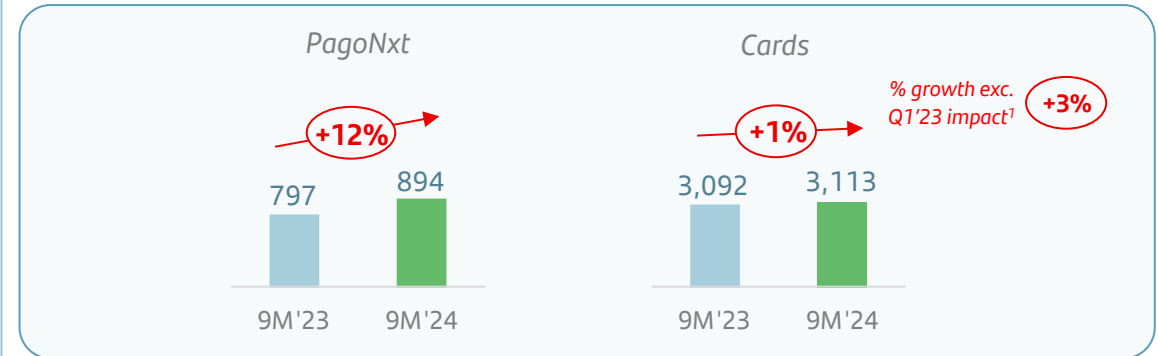 PagoNxt
+12%
797
894
9M'23
9M'24
Cards
% growth exc.
Q1'23 impact¹
+3%
+1%
3,092
3,113
9M'23
9M'24